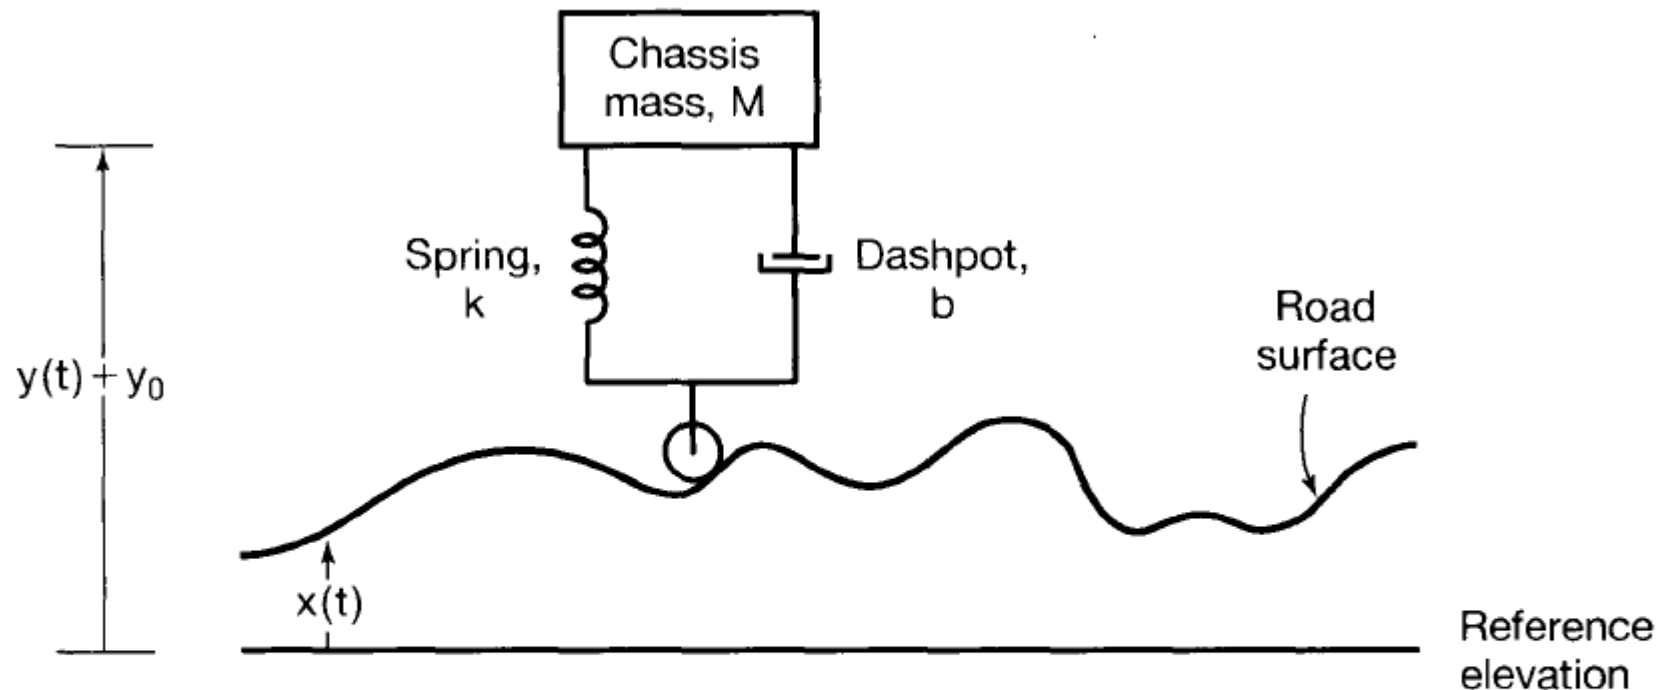 Chassis
mass, M
Spring,
k
Dashpot,
b
Road
surface
y(t) + y₀
x(t)
Reference
elevation